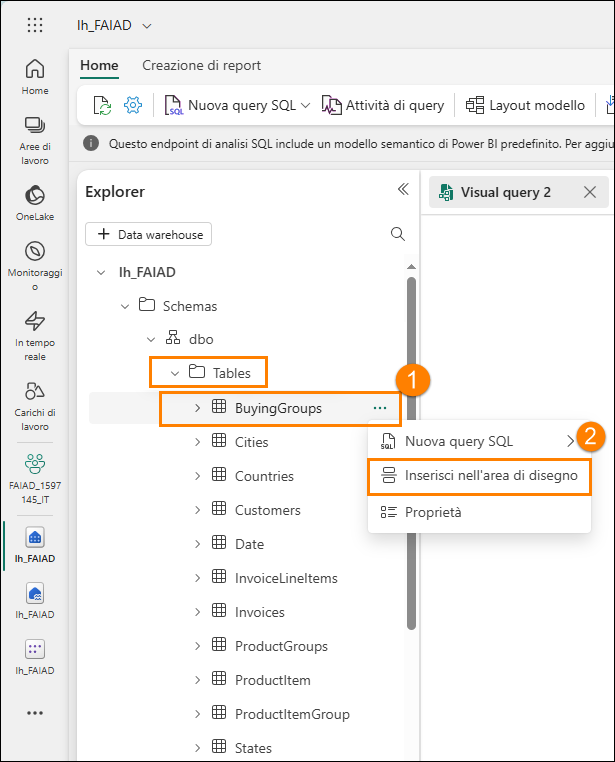 lh_FAIAD
Home
Creazione di report
Nuova query SQL
Attività di query
Layout modello
Questo endpoint di analisi SQL include un modello semantico di Power BI predefinito. Per aggiu
Home
Aree di
lavoro
OneLake
Monitoraggi
o
In tempo
reale
Carichi di
lavoro
FAIAD_1597
145_IT
lh_FAIAD
lh_FAIAD
lh_FAIAD
Explorer
Data warehouse
lh_FAIAD
Schemas
dbo
Tables
1
BuyingGroups
Cities
Countries
Customers
Date
InvoiceLineItems
Invoices
ProductGroups
ProductItem
ProductItemGroup
States
Visual query 2
Nuova query SQL
2
Inserisci nell'area di disegno
Proprietà